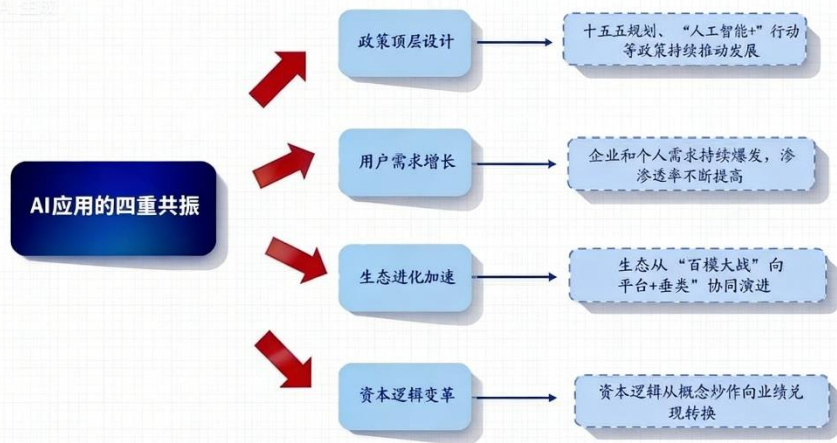 AI应用的四重共振
政策顶层设计
十五五规划、“人工智能+”行动
等政策持续推动发展
用户需求增长
企业和个人需求持续爆发，渗
渗透率不断提高
生态进化加速
生态从“百模大战”向
平台+垂类”协同演进
资本逻辑变革
资本逻辑从概念炒作向业绩兑
现转换